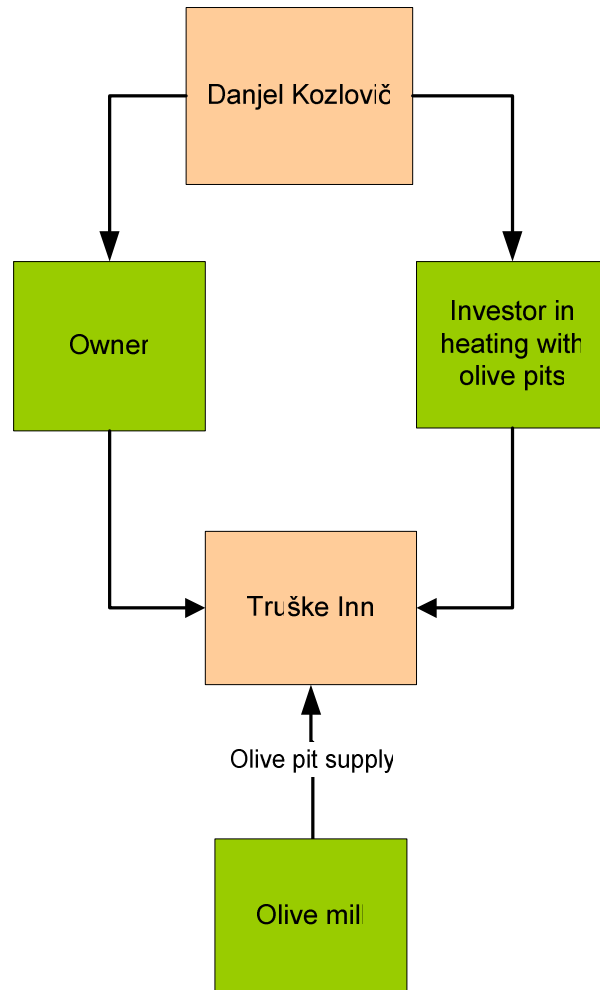 Danjel Kozlovič
Owner
Investor in
heating with
olive pits
Truške Inn
Olive pit supply
Olive mill